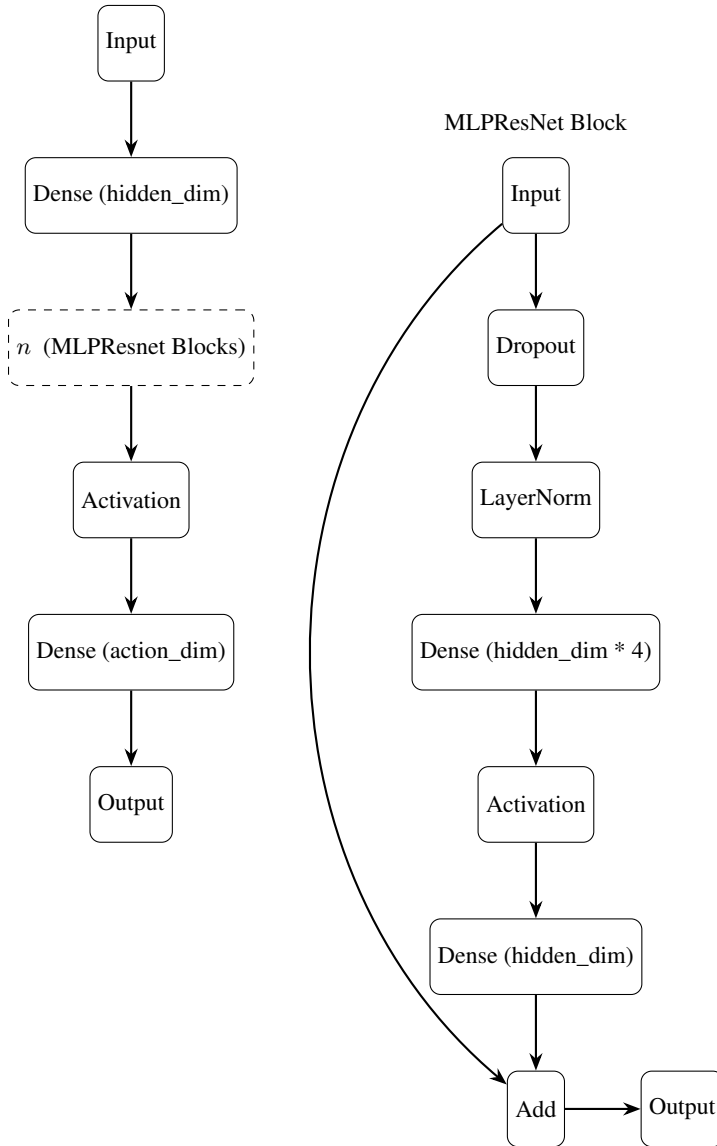 Input
Dense (hidden_dim)
n (MLPResnet Blocks)
Activation
Dense (action_dim)
Output
MLPResNet Block
Input
Dropout
LayerNorm
Dense (hidden_dim * 4)
Activation
Dense (hidden_dim)
Add
Output